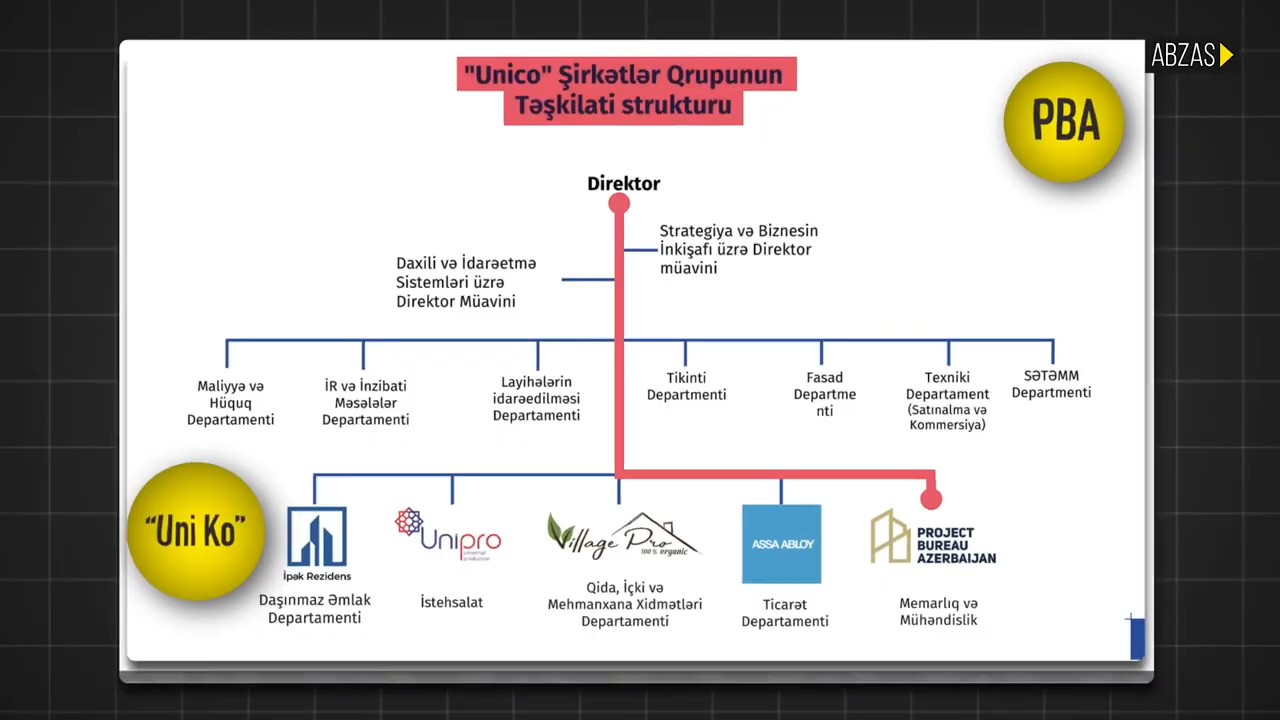 ABZAS
"Unico" Şirkətlər Qrupunun
Təşkilati strukturu
PBA
Direktor
Strategiya və Biznesin
İnkişafı üzrə Direktor
müavini
Daxili və İdarəetmə
Sistemləri üzrə
Direktor Müavini
Maliyyə və
Hüquq
Departamenti
İR və İnzibati
Məsələlər
Departamenti
Layihələrin
idarəedilməsi
Departamenti
Tikinti
Departmenti
Fasad
Departme
nti
Texniki
Departament
(Satınalma və
Kommersiya)
SƏTƏMM
Departmenti
“Uni Ko”
İpək Rezidens
Daşınmaz Əmlak
Departamenti
Unipro
universal
production
İstehsalat
Village Pro
100% organic
Qida, İçki və
Mehmanxana Xidmətləri
Departamenti
ASSA ABLOY
Ticarət
Departamenti
PROJECT
BUREAU
AZERBAIJAN
Memarlıq və
Mühəndislik